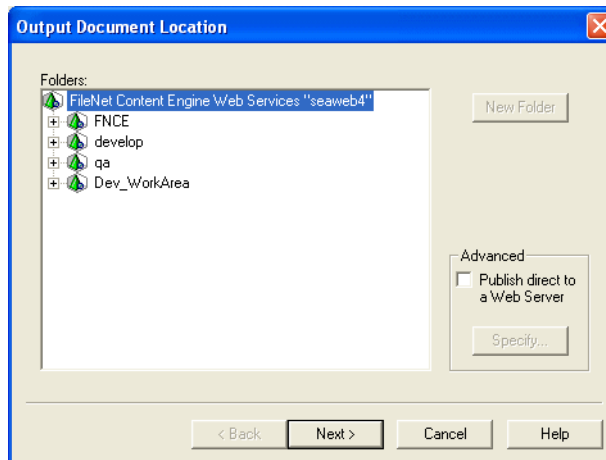 Output Document Location
Folders:
FileNet Content Engine Web Services "seaweb4"
FNCE
develop
qa
Dev_WorkArea
New Folder
Advanced
Publish direct to
a Web Server
Specify...
< Back
Next >
Cancel
Help